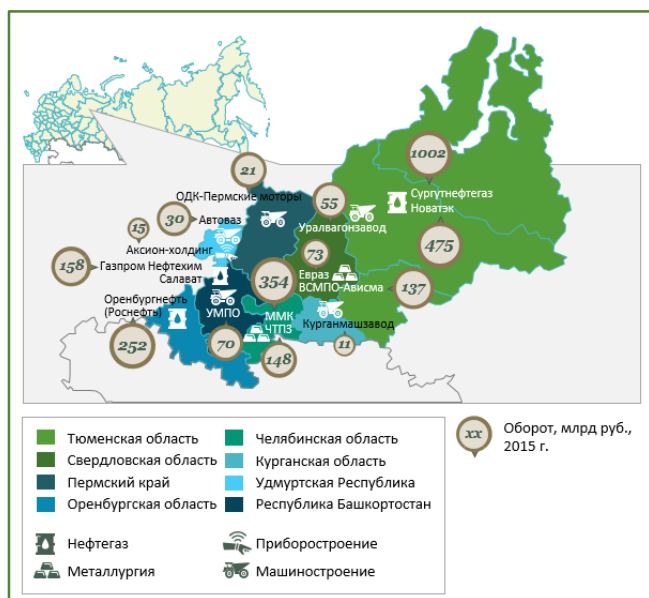 1002
21
ОДК-Пермские моторы
55
Сургутнефтегаз
Новатэк
30
Автоваз
15
Уралвагонзавод
475
Аксион-холдинг
73
158
Газпром Нефтехим
Салават
354
Евраз
ВСМПО-Ависма
137
Оренбургнефть
(Роснефть)
УМПО
ММК
ЧТПЗ
Курганмашзавод
252
70
148
11
Тюменская область
Свердловская область
Пермский край
Оренбургская область
Челябинская область
Курганская область
Удмуртская Республика
Республика Башкортостан
Нефтегаз
Металлургия
Приборостроение
Машиностроение
xx
Оборот, млрд руб.,
2015 г.